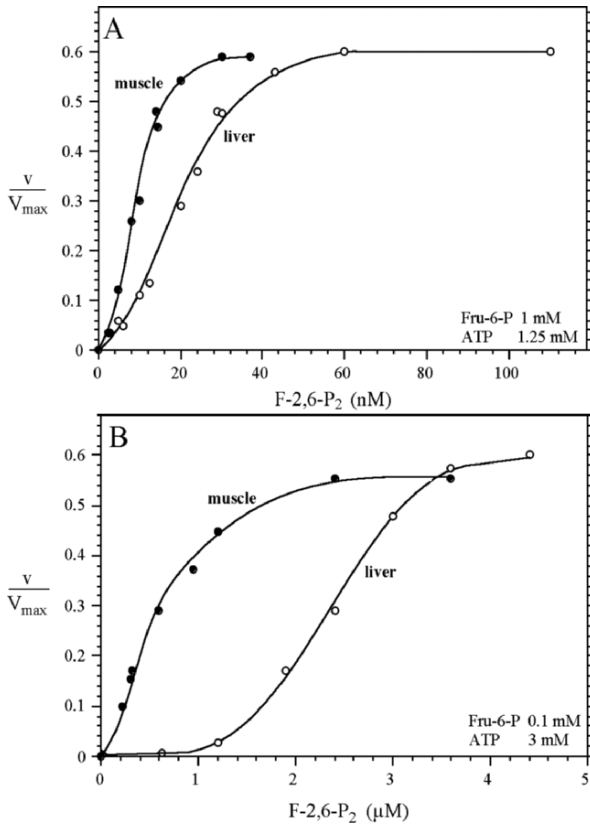 A
0.6
0.5
0.4
0.3
0.2
0.1
0
v
Vmax
muscle
liver
Fru-6-P 1 mM
ATP 1.25 mM
0 20 40 60 80 100
F-2,6-P₂ (nM)
B
0.6
0.5
0.4
0.3
0.2
0.1
0
v
Vmax
muscle
liver
Fru-6-P 0.1 mM
ATP 3 mM
0 1 2 3 4 5
F-2,6-P₂ (μM)